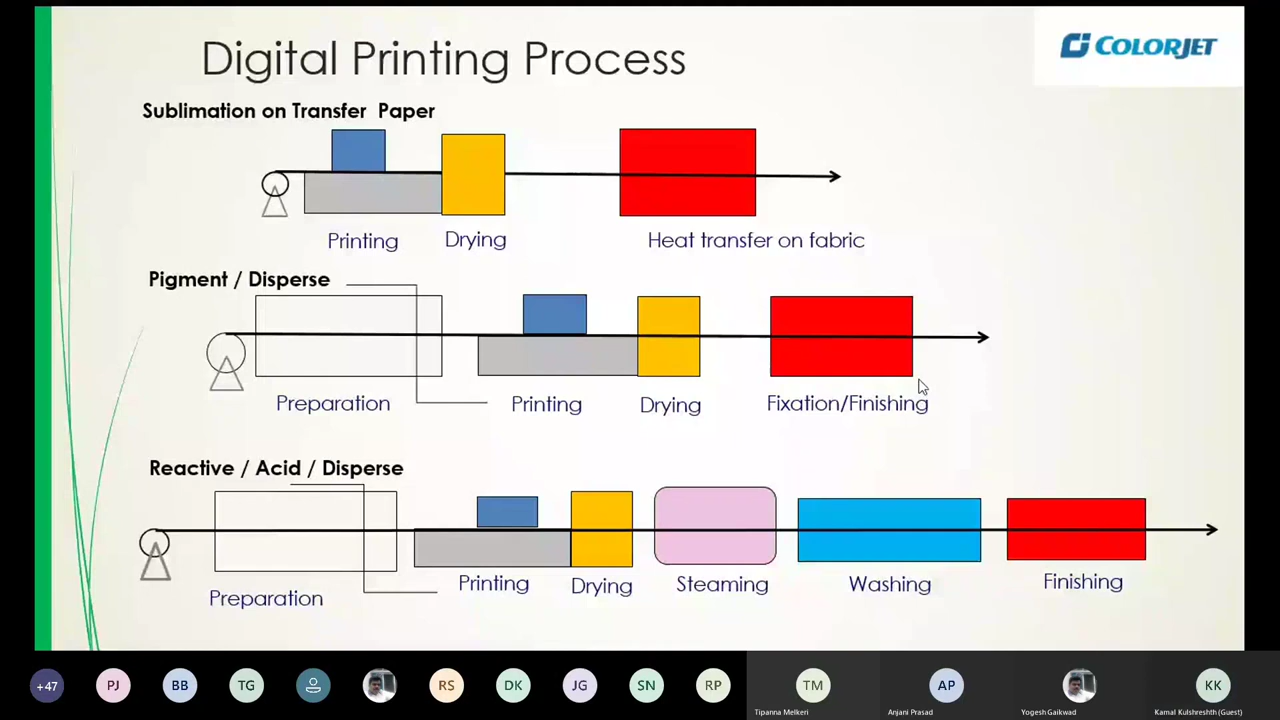 Digital Printing Process
COLORJET
Sublimation on Transfer Paper
Printing
Drying
Heat transfer on fabric
Pigment / Disperse
Preparation
Printing
Drying
Fixation/Finishing
Reactive / Acid / Disperse
Preparation
Printing
Drying
Steaming
Washing
Finishing
+47
PJ
BB
TG
RS
DK
JG
SN
RP
TM
AP
KK
Tipanna Melkeri
Anjani Prasad
Yogesh Gaikwad
Kamal Kulshreshth (Guest)